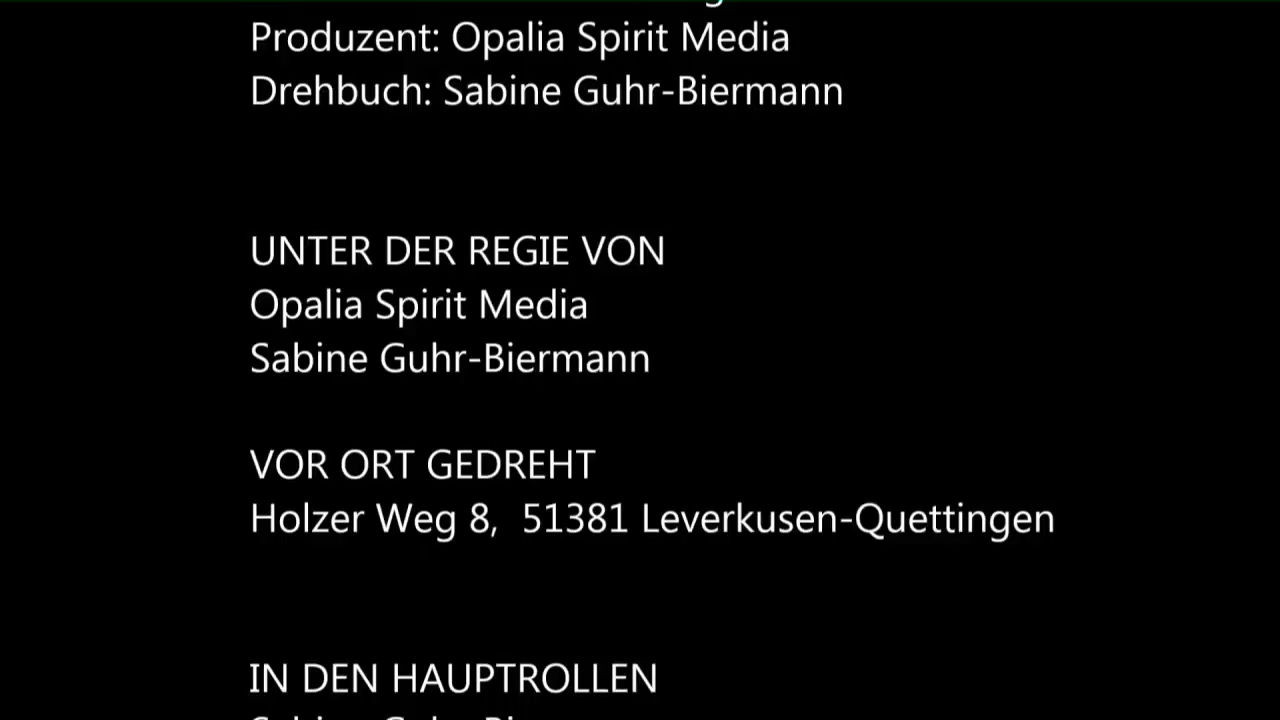 Produzent: Opalia Spirit Media
Drehbuch: Sabine Guhr-Biermann
UNTER DER REGIE VON
Opalia Spirit Media
Sabine Guhr-Biermann
VOR ORT GEDREHT
Holzer Weg 8,  51381 Leverkusen-Quettingen
IN DEN HAUPTROLLEN